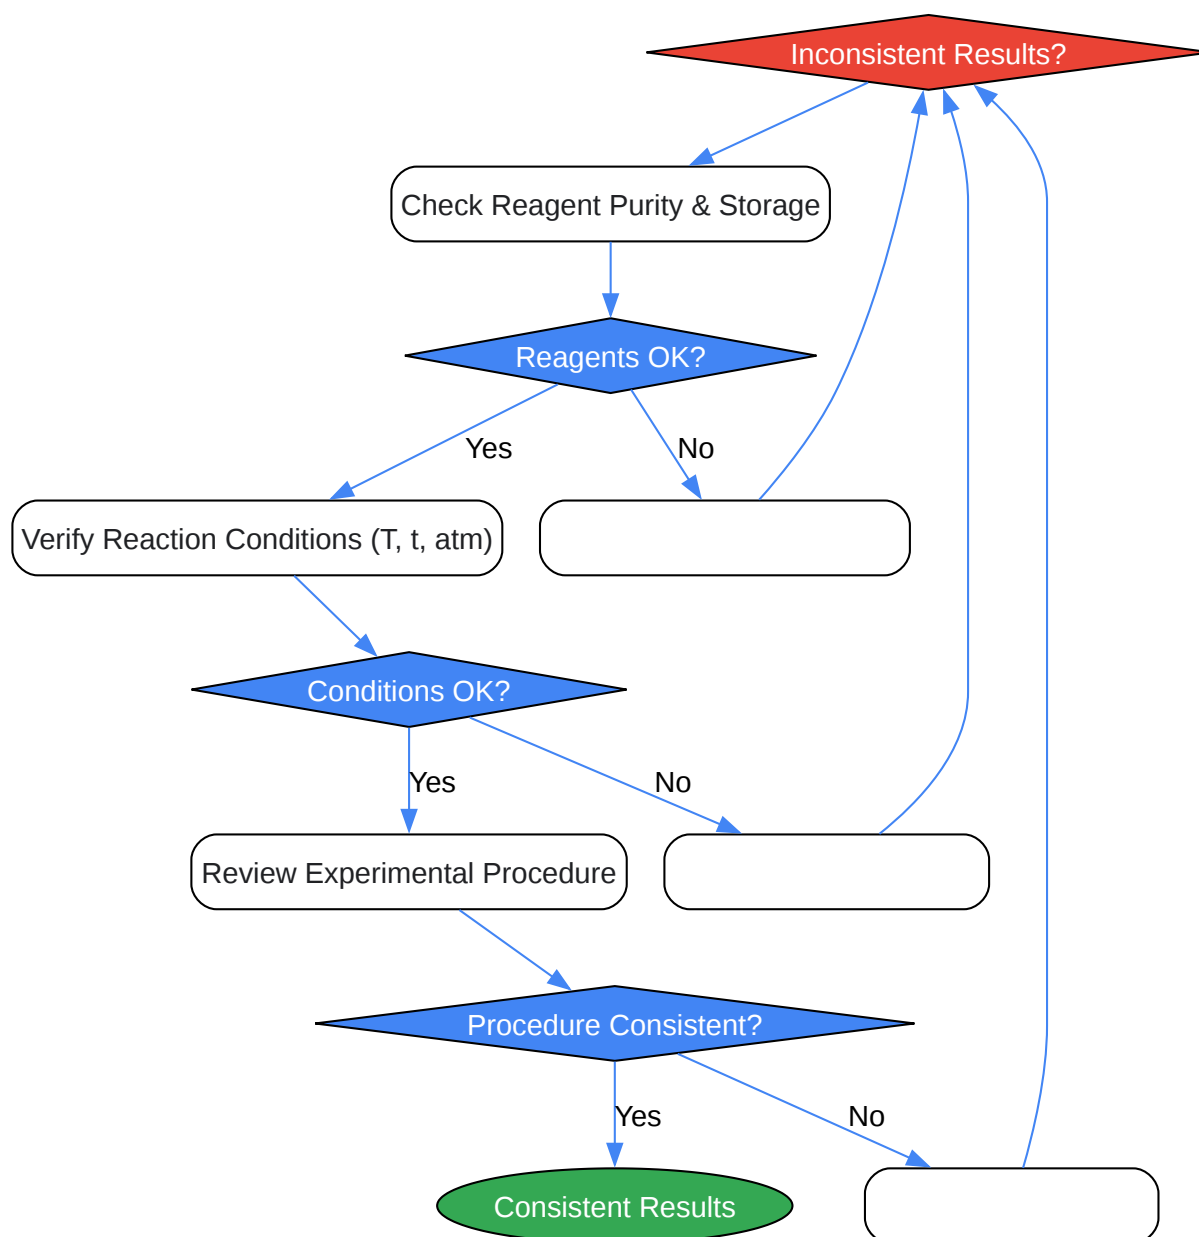 Inconsistent Results?
Check Reagent Purity & Storage
Reagents OK?
Yes
No
Verify Reaction Conditions (T, t, atm)
Conditions OK?
Yes
No
Review Experimental Procedure
Procedure Consistent?
Yes
No
Consistent Results